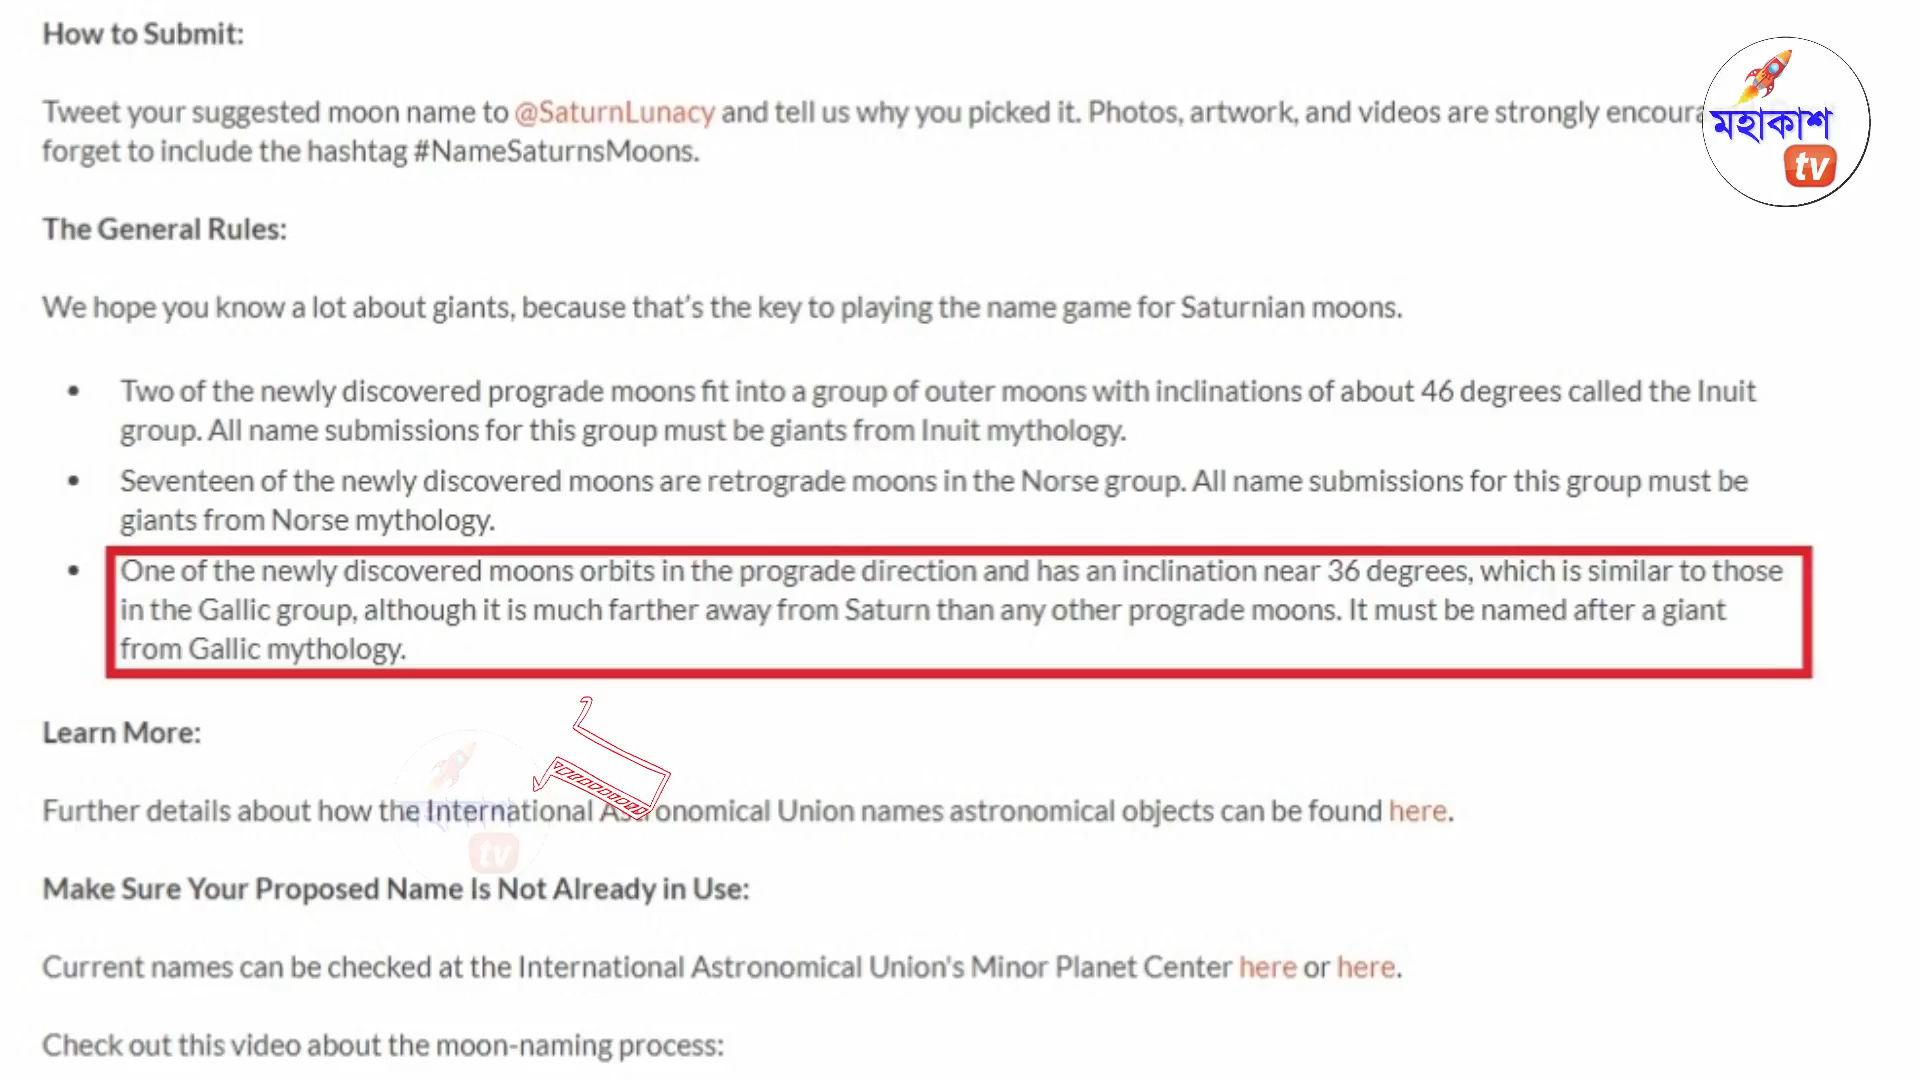 How to Submit:
Tweet your suggested moon name to @SaturnLunacy and tell us why you picked it. Photos, artwork, and videos are strongly
forget to include the hashtag #NameSaturnsMoons.
মহাকাশ
tv
The General Rules:
We hope you know a lot about giants, because that's the key to playing the name game for Saturnian moons.
• Two of the newly discovered prograde moons fit into a group of outer moons with inclinations of about 46 degrees called the Inuit
group. All name submissions for this group must be giants from Inuit mythology.
• Seventeen of the newly discovered moons are retrograde moons in the Norse group. All name submissions for this group must be
giants from Norse mythology.
• One of the newly discovered moons orbits in the prograde direction and has an inclination near 36 degrees, which is similar to those
in the Gallic group, although it is much farther away from Saturn than any other prograde moons. It must be named after a giant
from Gallic mythology.
Learn More:
Further details about how the International Astronomical Union names astronomical objects can be found here.
tv
Make Sure Your Proposed Name Is Not Already in Use:
Current names can be checked at the International Astronomical Union's Minor Planet Center here or here.
Check out this video about the moon-naming process: